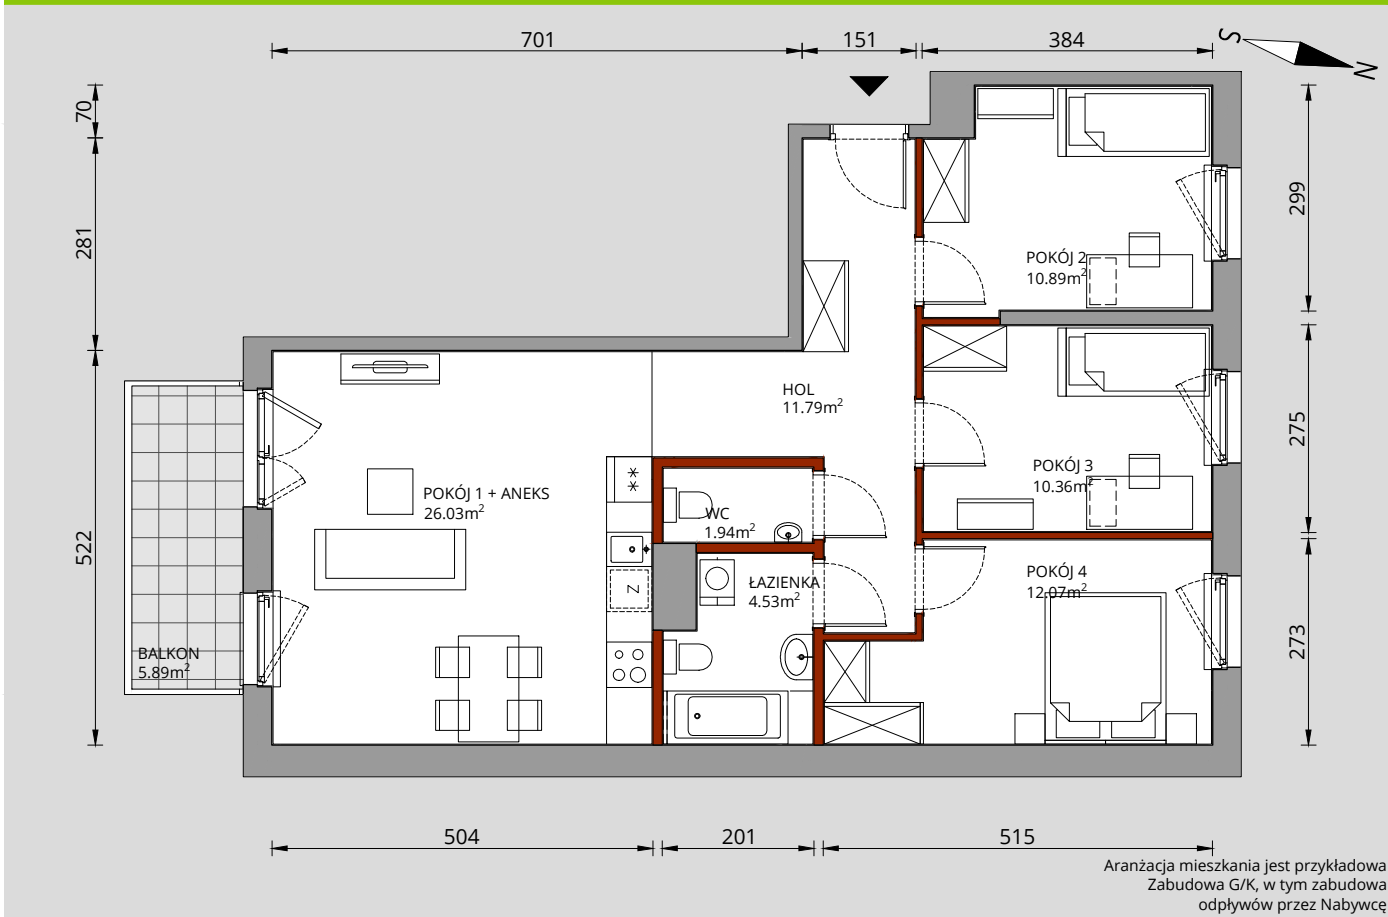 701
151
384
S
N
70
281
522
299
275
273
POKÓJ 2
10.89m²
HOL
11.79m²
POKÓJ 3
10.36m²
POKÓJ 1 + ANEKS
26.03m²
WC
1.94m²
ŁAZIENKA
4.53m²
POKÓJ 4
12.07m²
Z
BALKON
5.89m²
504
201
515
Aranżacja mieszkania jest przykładowa
Zabudowa G/K, w tym zabudowa
odpływów przez Nabywcę